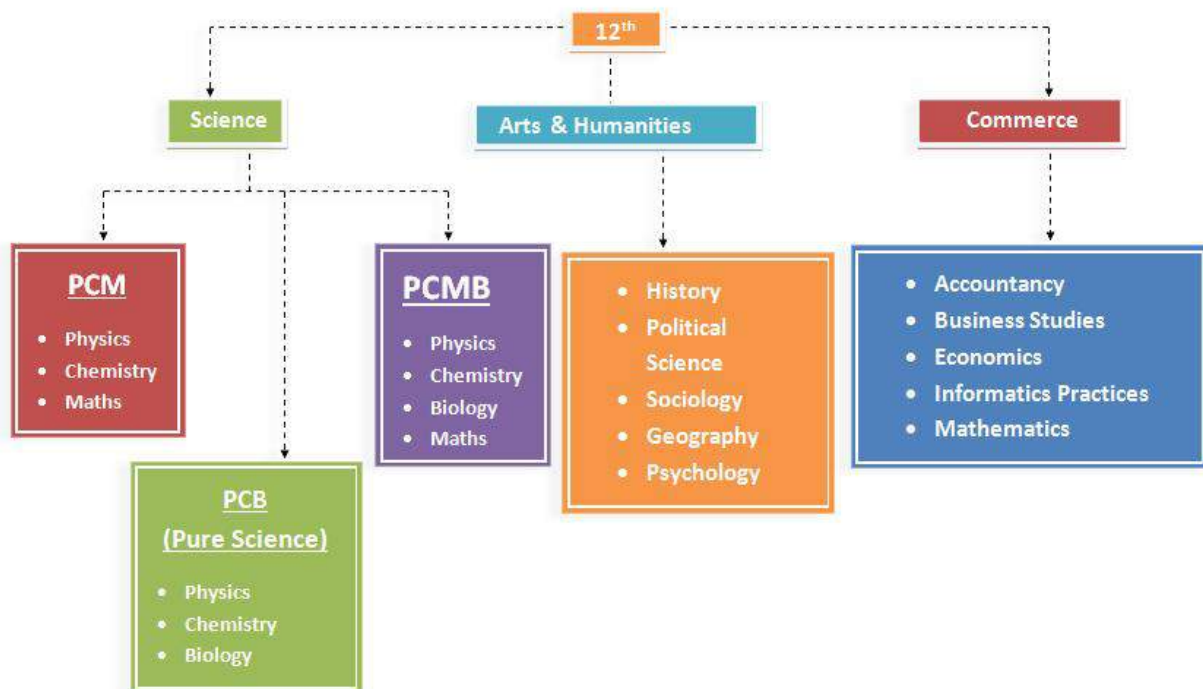 12th
Science
Arts & Humanities
Commerce
PCM
• Physics
• Chemistry
• Maths
PCB
(Pure Science)
• Physics
• Chemistry
• Biology
PCMB
• Physics
• Chemistry
• Biology
• Maths
• History
• Political
Science
• Sociology
• Geography
• Psychology
• Accountancy
• Business Studies
• Economics
• Informatics Practices
• Mathematics